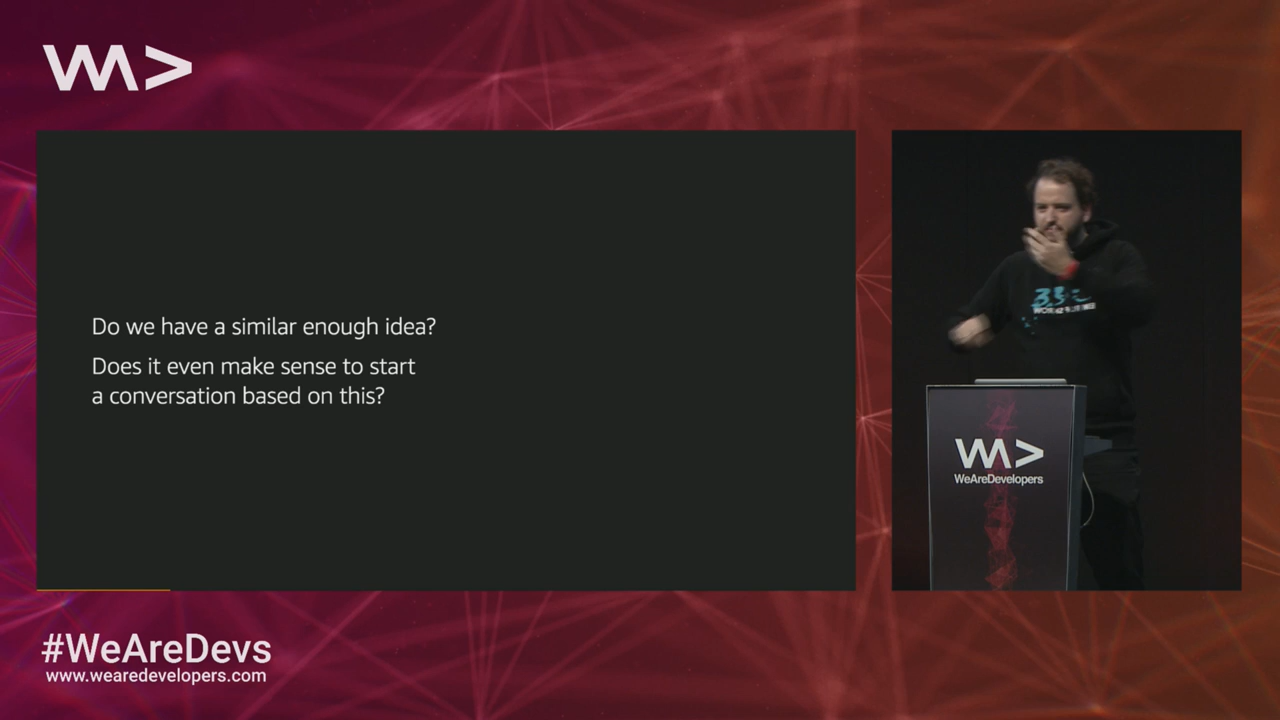 Do we have a similar enough idea?
Does it even make sense to start
a conversation based on this?
WeAreDevelopers
#WeAreDevs
www.wearedevelopers.com